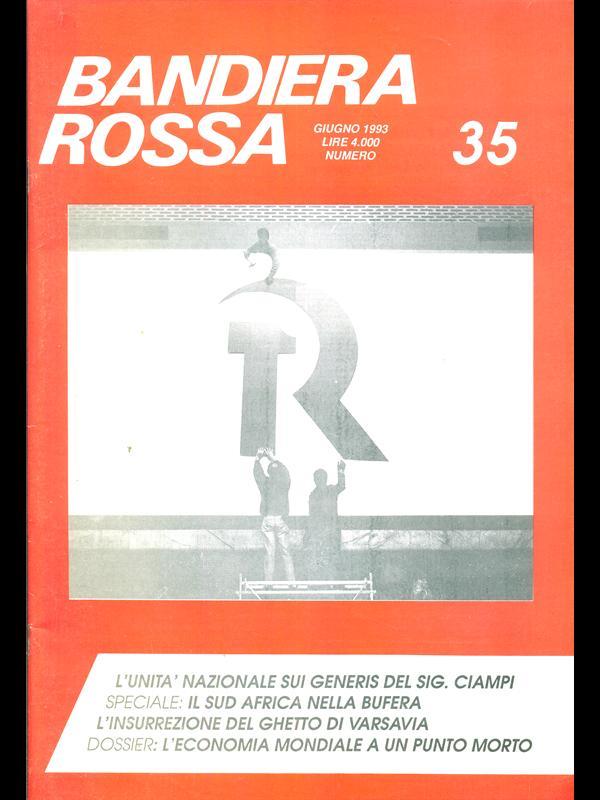 BANDIERA
ROSSA
GIUGNO 1993
LIRE 4.000
NUMERO
35
L'UNITA' NAZIONALE SUI GENERIS DEL SIG. CIAMPI
SPECIALE: IL SUD AFRICA NELLA BUFERA
L'INSURREZIONE DEL GHETTO DI VARSAVIA
DOSSIER: L'ECONOMIA MONDIALE A UN PUNTO MORTO